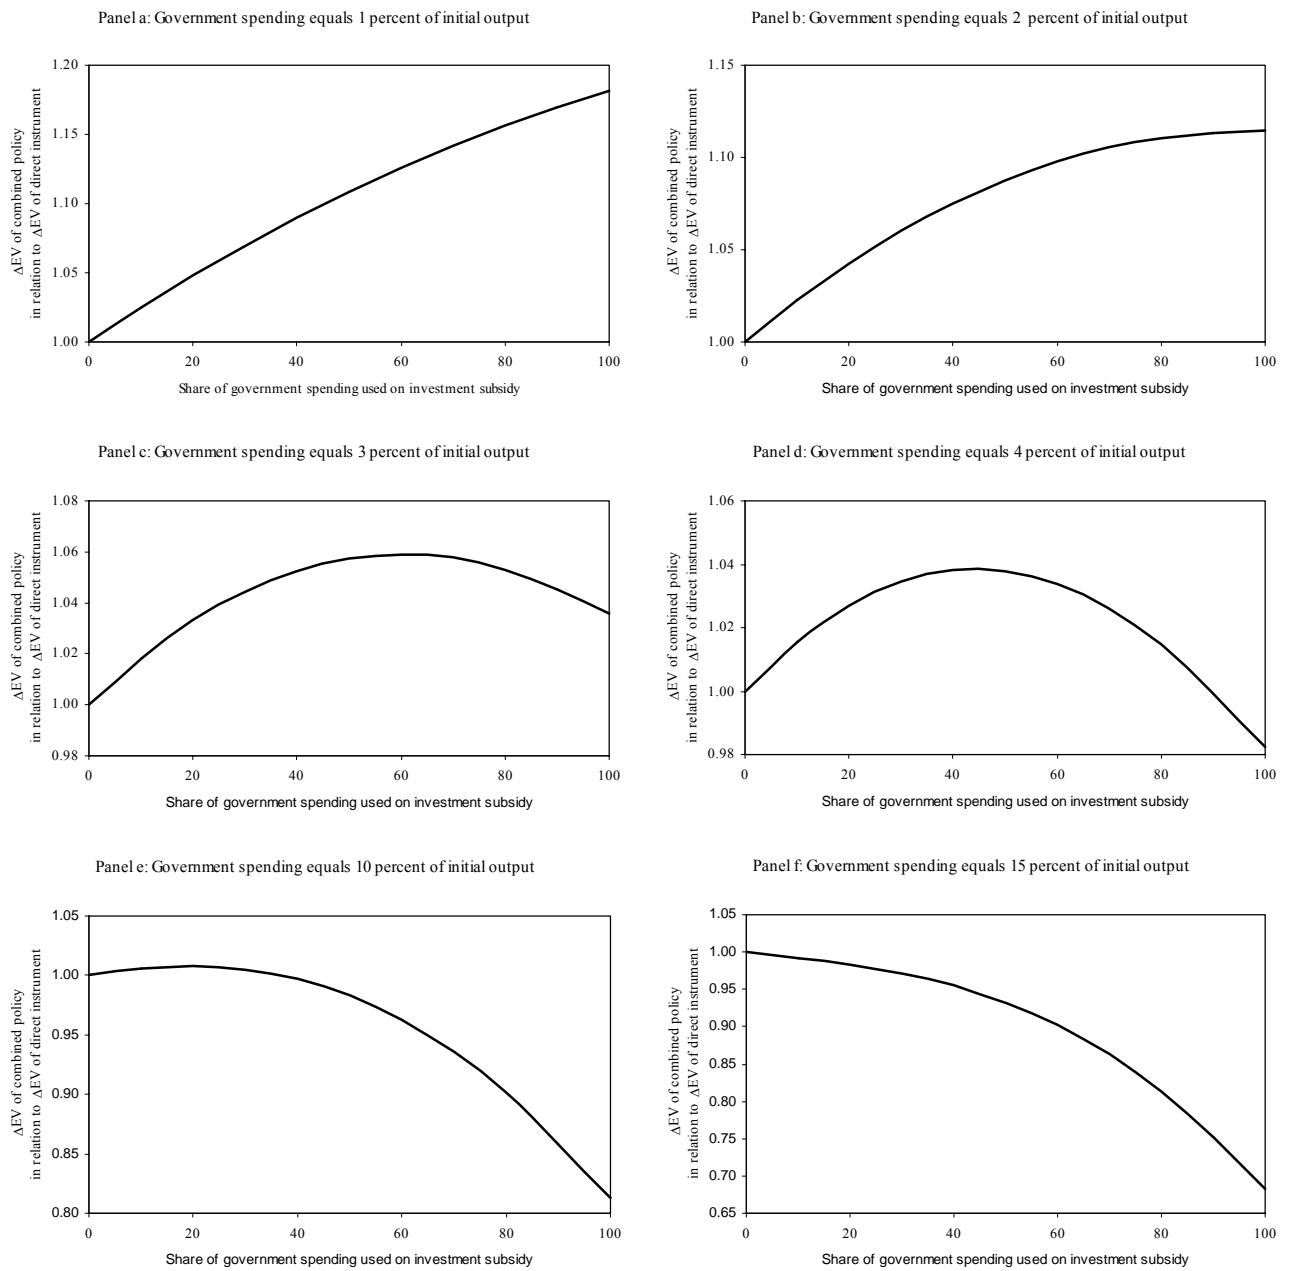 Panel a: Government spending equals 1 percent of initial output
1.20
1.15
1.10
1.05
1.00
0 20 40 60 80 100
ΔEV of combined policy
in relation to ΔEV of direct instrument
Share of government spending used on investment subsidy
Panel b: Government spending equals 2 percent of initial output
1.15
1.10
1.05
1.00
0 20 40 60 80 100
ΔEV of combined policy
in relation to ΔEV of direct instrument
Share of government spending used on investment subsidy
Panel c: Government spending equals 3 percent of initial output
1.08
1.06
1.04
1.02
1.00
0.98
0 20 40 60 80 100
ΔEV of combined policy
in relation to ΔEV of direct instrument
Share of government spending used on investment subsidy
Panel d: Government spending equals 4 percent of initial output
1.06
1.04
1.02
1.00
0.98
0 20 40 60 80 100
ΔEV of combined policy
in relation to ΔEV of direct instrument
Share of government spending used on investment subsidy
Panel e: Government spending equals 10 percent of initial output
1.05
1.00
0.95
0.90
0.85
0.80
0 20 40 60 80 100
ΔEV of combined policy
in relation to ΔEV of direct instrument
Share of government spending used on investment subsidy
Panel f: Government spending equals 15 percent of initial output
1.05
1.00
0.95
0.90
0.85
0.80
0.75
0.70
0.65
0 20 40 60 80 100
ΔEV of combined policy
in relation to ΔEV of direct instrument
Share of government spending used on investment subsidy